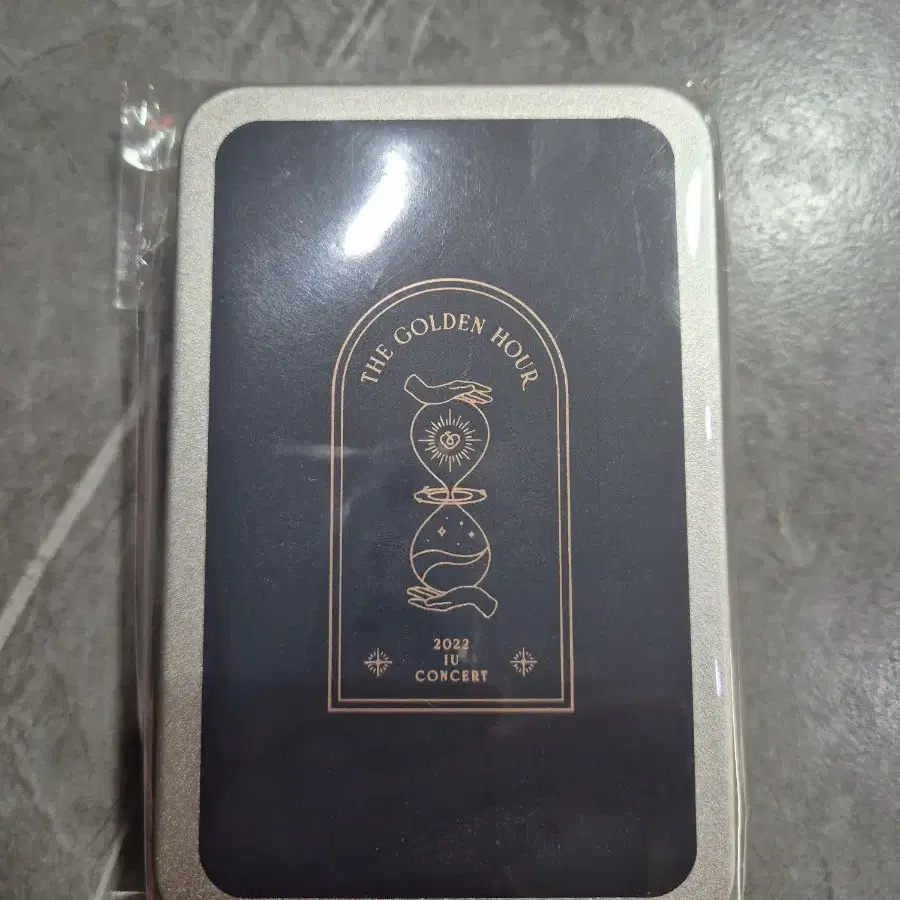 THE GOLDEN HOUR
2022
IU
CONCERT